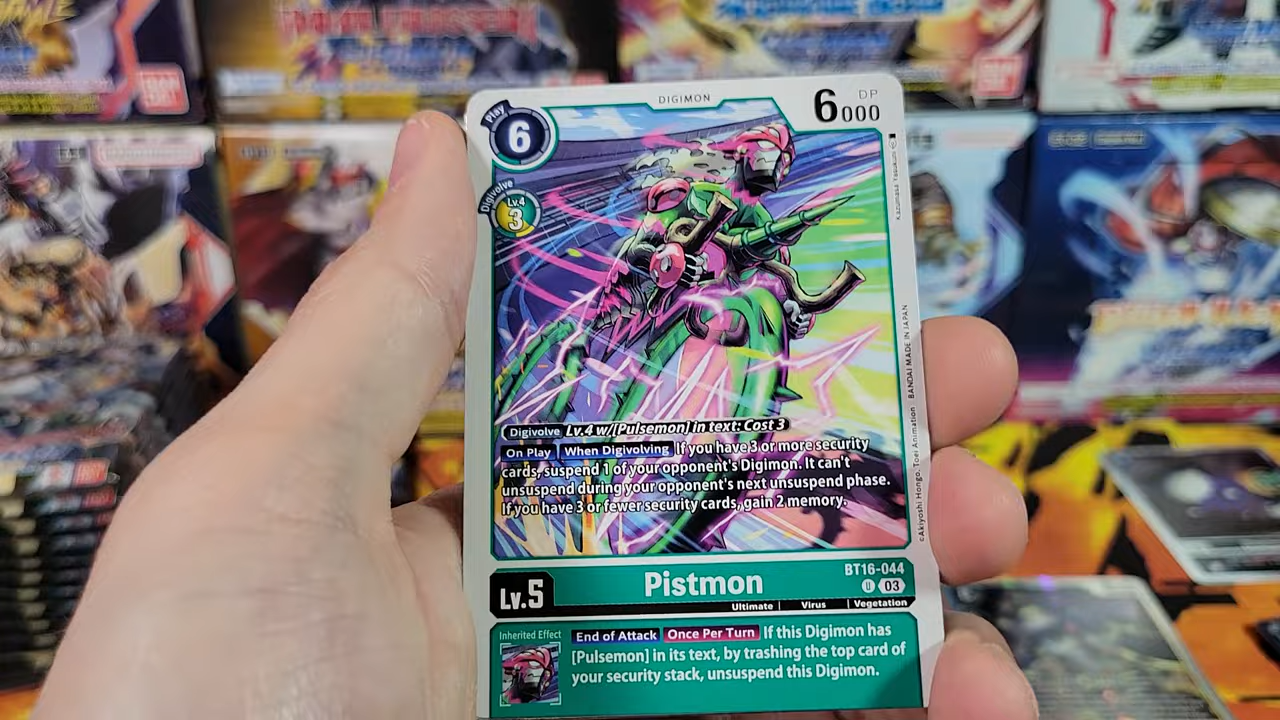 DIGIMON
Play
6
DP
6000
Digivolve
Lv.4
3
Digivolve Lv.4 w/[Pulsemon] in text: Cost 3
On Play When Digivolving If you have 3 or more security
cards, suspend 1 of your opponent's Digimon. It can't
unsuspend during your opponent's next unsuspend phase.
If you have 3 or fewer security cards, gain 2 memory.
©Akiyoshi Hongo, Toei Animation BANDAI MADE IN JAPAN
BT16-044
Lv.5
Pistmon
U 03
Ultimate | Virus | Vegetation
Inherited Effect
End of Attack Once Per Turn If this Digimon has
[Pulsemon] in its text, by trashing the top card of
your security stack, unsuspend this Digimon.